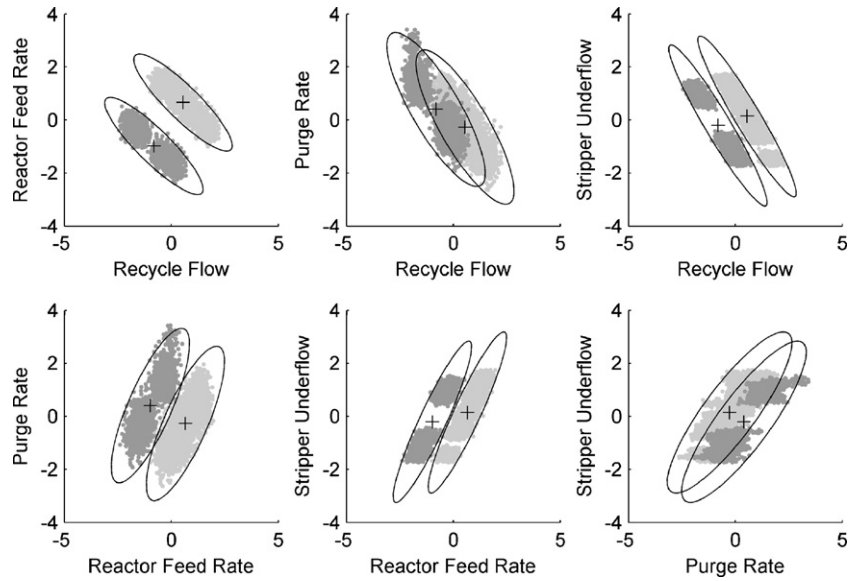 4 4 4
2 2 2
0 0 0
-2 -2 -2
-4 -4 -4
-5 0 5 -5 0 5 -5 0 5
Reactor Feed Rate
Purge Rate
Stripper Underflow
Recycle Flow Recycle Flow Recycle Flow
4 4 4
2 2 2
0 0 0
-2 -2 -2
-4 -4 -4
-5 0 5 -5 0 5 -5 0 5
Purge Rate
Stripper Underflow
Stripper Underflow
Reactor Feed Rate Reactor Feed Rate Purge Rate